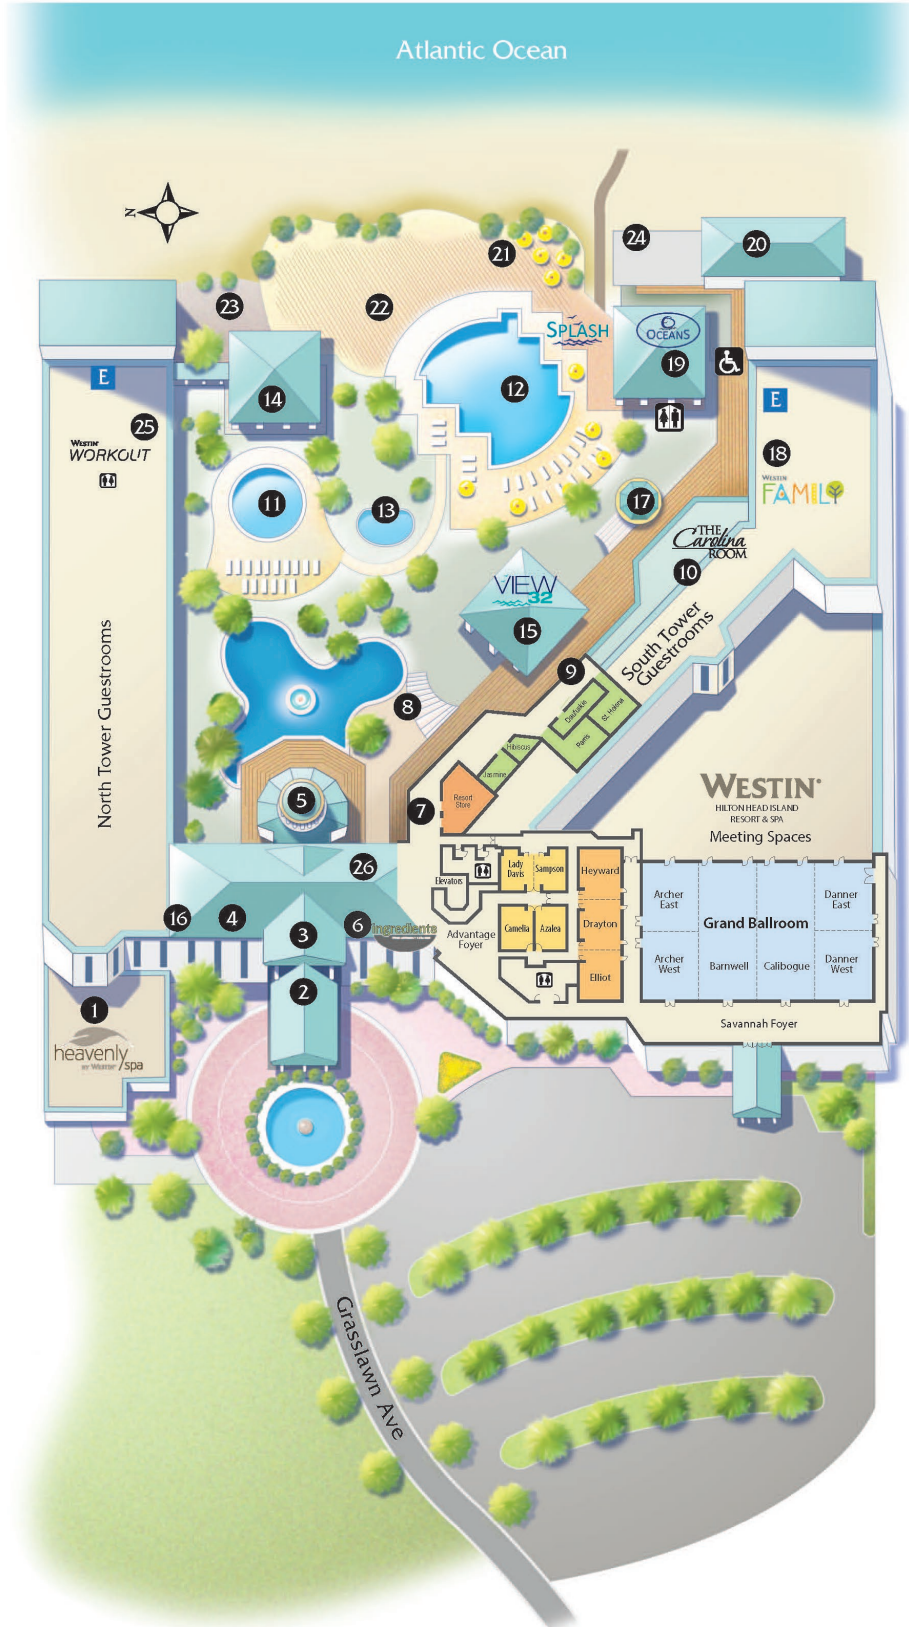 Atlantic Ocean
N
24
20
21
23
22
SPLASH
OCEANS
19
E
12
E
14
25
WESTIN
WORKOUT
18
WESTIN
FAMILY
11
13
17
THE
Carolina
ROOM
10
VIEW
32
15
South Tower
Guestrooms
9
North Tower Guestrooms
8
Daufuskie
St. Helena
Parris
Hibiscus
Jasmine
5
7
Resort
Store
WESTIN®
HILTON HEAD ISLAND
RESORT & SPA
Meeting Spaces
26
Elevators
Lady
Davis
Sampson
Heyward
16
4
3
6
ingredients
Advantage
Foyer
Camellia
Azalea
Drayton
Elliot
Archer
East
Danner
East
Grand Ballroom
Archer
West
Barnwell
Calibogue
Danner
West
2
1
heavenly
BY WESTIN
spa
Savannah Foyer
Grasslawn Ave